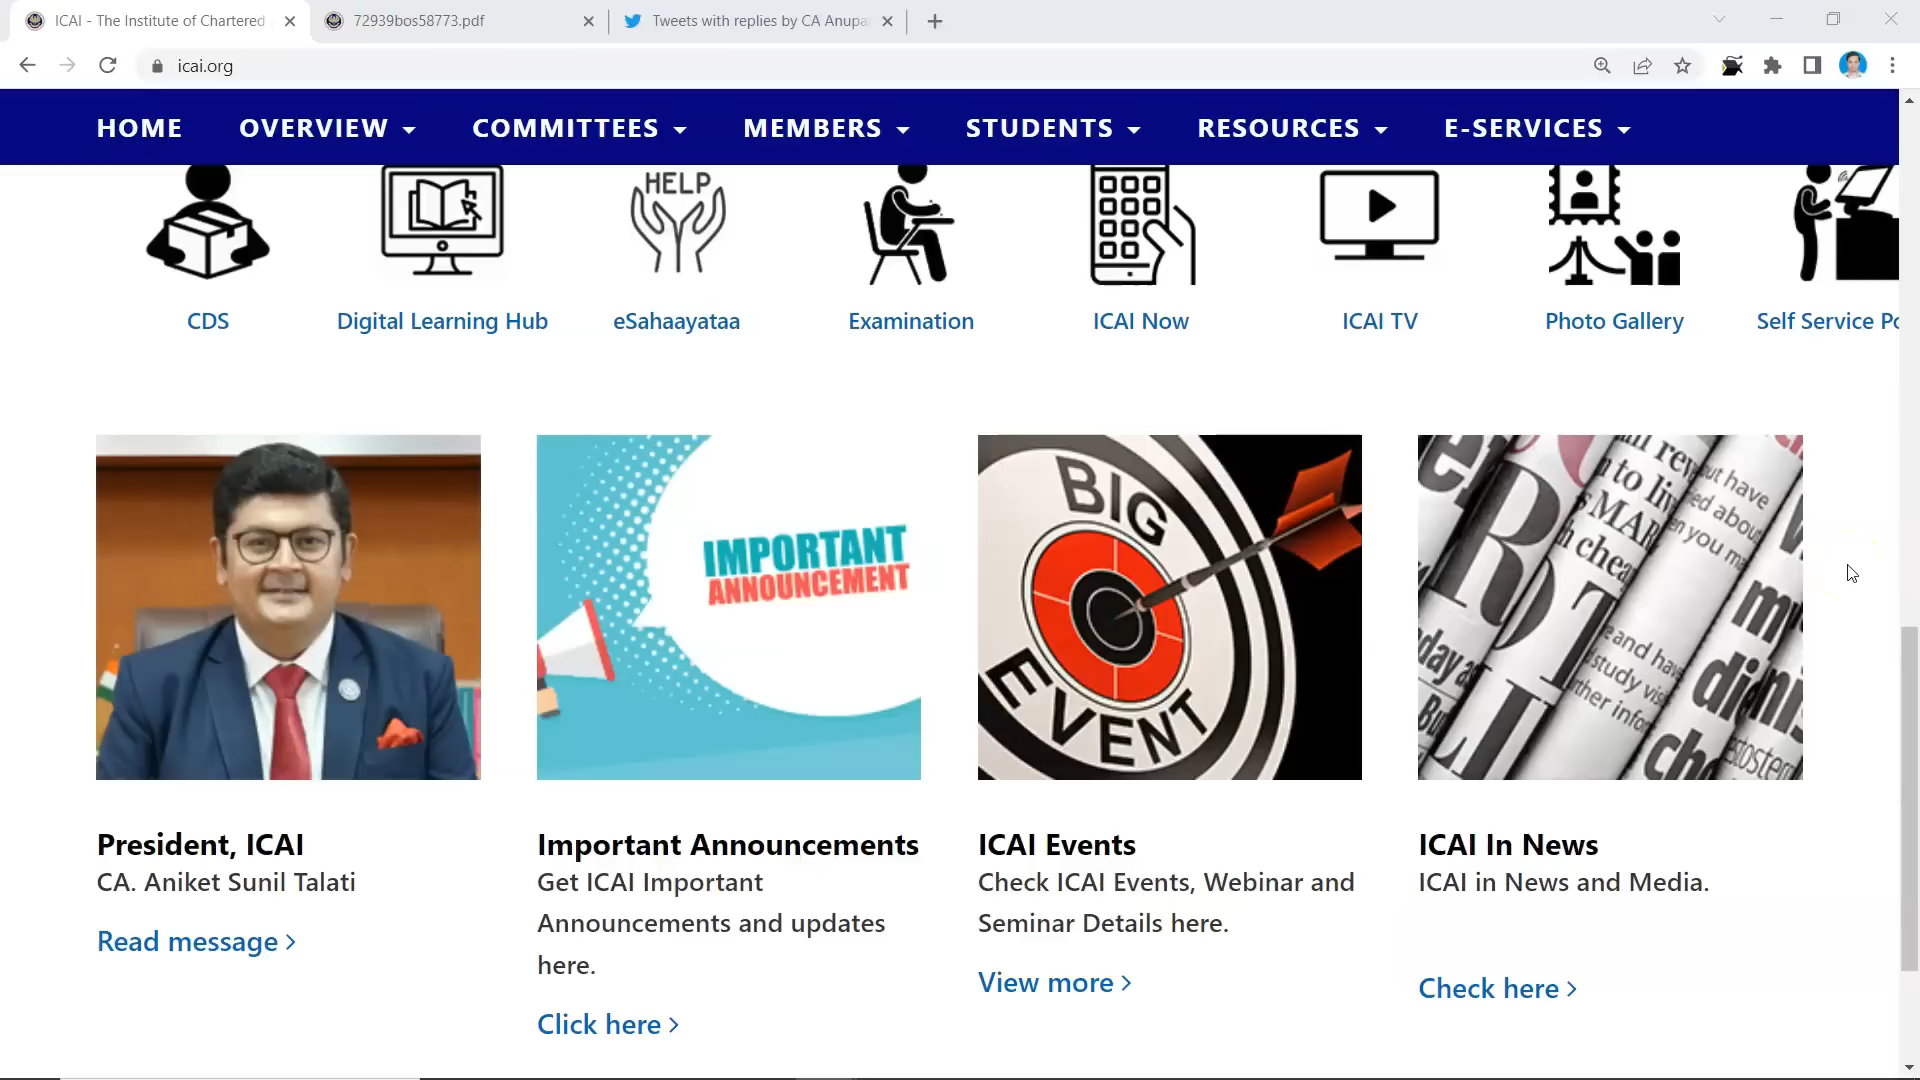 ICAI - The Institute of Chartered
72939bos58773.pdf
Tweets with replies by CA Anupa
icai.org
HOME
OVERVIEW
COMMITTEES
MEMBERS
STUDENTS
RESOURCES
E-SERVICES
HELP
CDS
Digital Learning Hub
eSahaayataa
Examination
ICAI Now
ICAI TV
Photo Gallery
Self Service Po
IMPORTANT
ANNOUNCEMENT
BIG
EVENT
President, ICAI
CA. Aniket Sunil Talati
Read message >
Important Announcements
Get ICAI Important
Announcements and updates
here.
Click here >
ICAI Events
Check ICAI Events, Webinar and
Seminar Details here.
View more >
ICAI In News
ICAI in News and Media.
Check here >